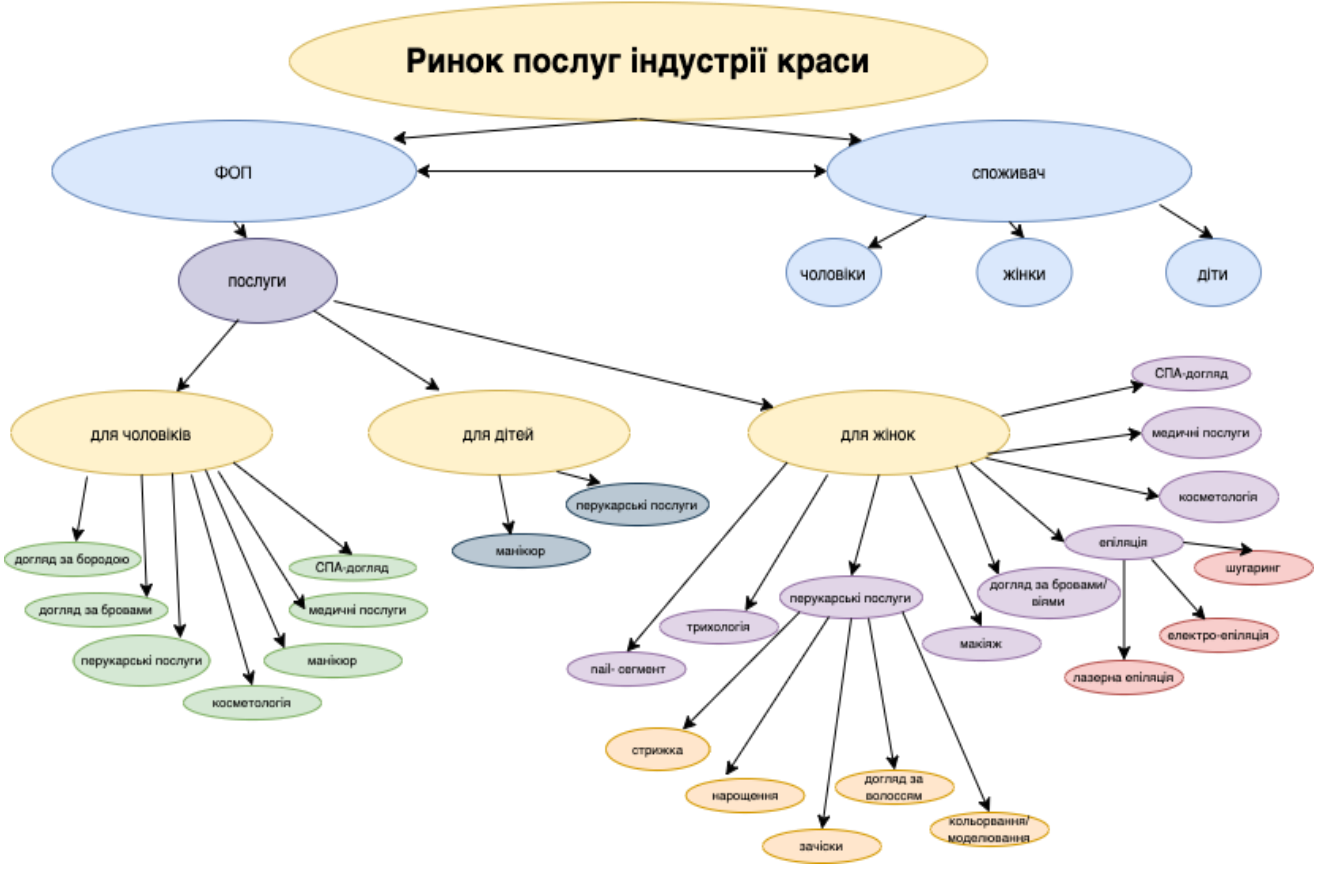 Ринок послуг індустрії краси
ФОП
споживач
послуги
чоловіки
жінки
діти
для чоловіків
для дітей
для жінок
СПА-догляд
медичні послуги
косметологія
епіляція
шугаринг
електро-епіляція
лазерна епіляція
догляд за бровами/
віями
макіяж
перукарські послуги
трихологія
nail- сегмент
перукарські послуги
манікюр
догляд за бородою
догляд за бровами
перукарські послуги
косметологія
манікюр
медичні послуги
СПА-догляд
стрижка
нарощення
зачіски
догляд за
волоссям
кольорвання/
моделювання